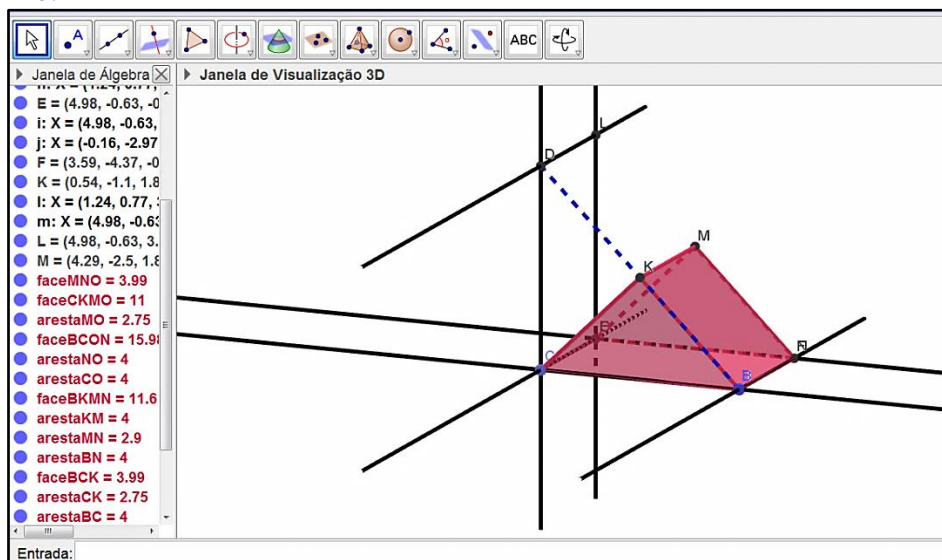 A
ABC
Janela de Álgebra
Janela de Visualização 3D
E = (4.98, -0.63, -0
i: X = (4.98, -0.63,
j: X = (-0.16, -2.97
F = (3.59, -4.37, -0
K = (0.54, -1.1, 1.8
l: X = (1.24, 0.77,
m: X = (4.98, -0.63
L = (4.98, -0.63, 3.
M = (4.29, -2.5, 1.8
faceMNO = 3.99
faceCKMO = 11
arestaMO = 2.75
faceBCON = 15.98
arestaNO = 4
arestaCO = 4
faceBKMN = 11.6
arestaKM = 4
arestaMN = 2.9
arestaBN = 4
faceBCK = 3.99
arestaCK = 2.75
arestaBC = 4
D
L
M
K
C
B
Entrada: